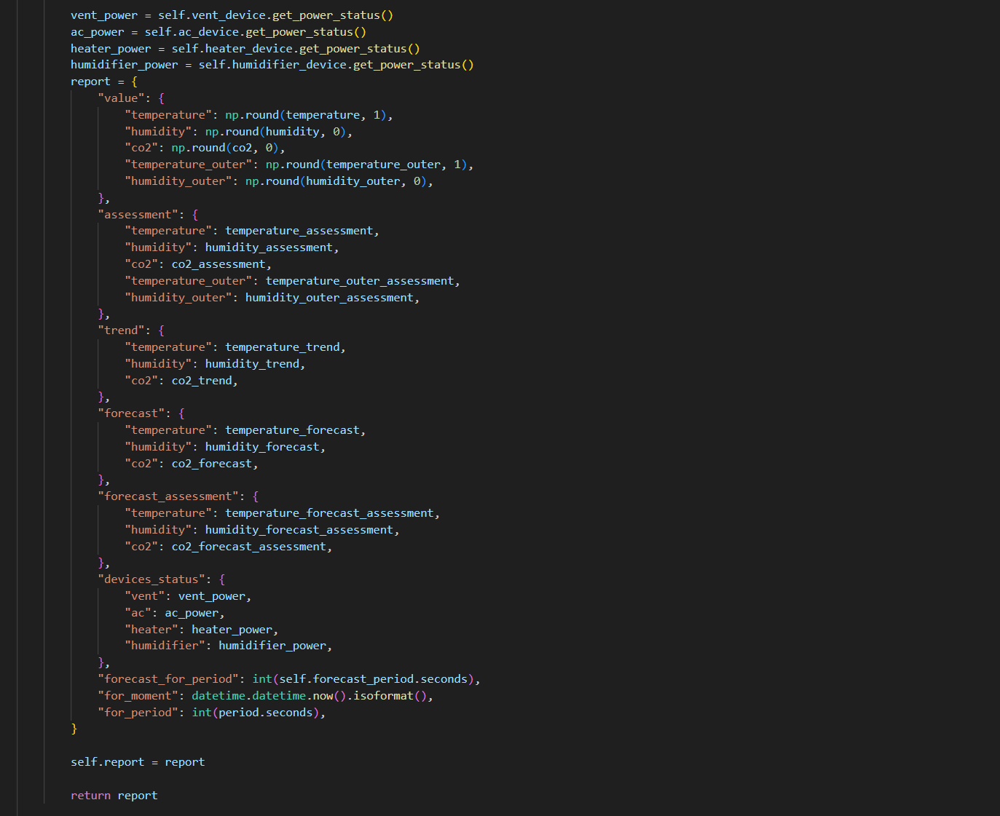 vent_power = self.vent_device.get_power_status()
ac_power = self.ac_device.get_power_status()
heater_power = self.heater_device.get_power_status()
humidifier_power = self.humidifier_device.get_power_status()
report = {
    "value": {
        "temperature": np.round(temperature, 1),
        "humidity": np.round(humidity, 0),
        "co2": np.round(co2, 0),
        "temperature_outer": np.round(temperature_outer, 1),
        "humidity_outer": np.round(humidity_outer, 0),
    },
    "assessment": {
        "temperature": temperature_assessment,
        "humidity": humidity_assessment,
        "co2": co2_assessment,
        "temperature_outer": temperature_outer_assessment,
        "humidity_outer": humidity_outer_assessment,
    },
    "trend": {
        "temperature": temperature_trend,
        "humidity": humidity_trend,
        "co2": co2_trend,
    },
    "forecast": {
        "temperature": temperature_forecast,
        "humidity": humidity_forecast,
        "co2": co2_forecast,
    },
    "forecast_assessment": {
        "temperature": temperature_forecast_assessment,
        "humidity": humidity_forecast_assessment,
        "co2": co2_forecast_assessment,
    },
    "devices_status": {
        "vent": vent_power,
        "ac": ac_power,
        "heater": heater_power,
        "humidifier": humidifier_power,
    },
    "forecast_for_period": int(self.forecast_period.seconds),
    "for_moment": datetime.datetime.now().isoformat(),
    "for_period": int(period.seconds),
}
self.report = report
return report